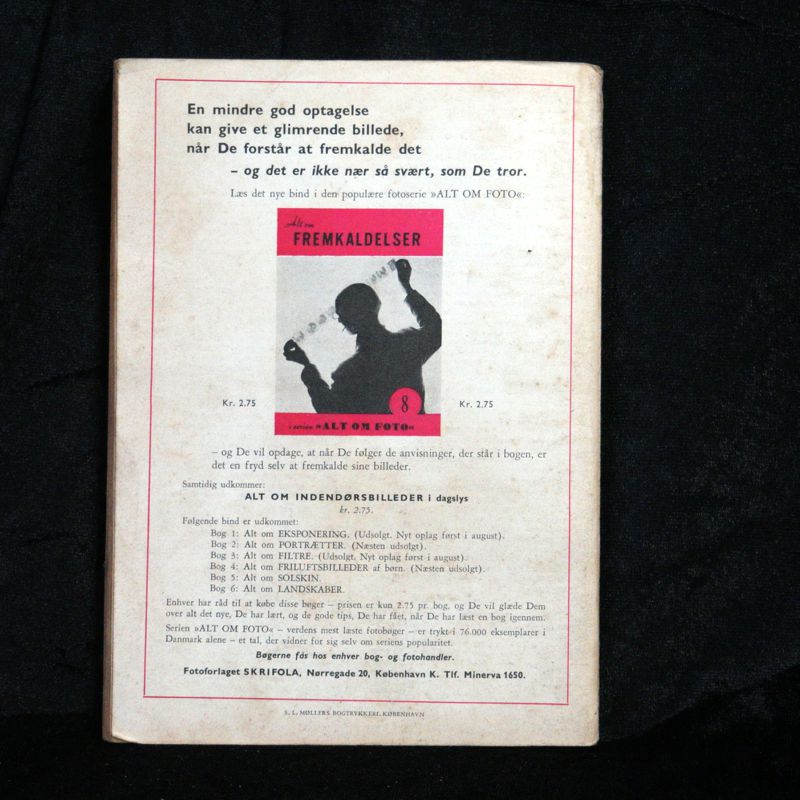 En mindre god optagelse
kan give et glimrende billede,
når De forstår at fremkalde det
– og det er ikke nær så svært, som De tror.
Læs det nye bind i den populære fotoserie »ALT OM FOTO«:
Alt om
FREMKALDELSER
8
i serien »ALT OM FOTO«
Kr. 2.75
Kr. 2.75
– og De vil opdage, at når De følger de anvisninger, der står i bogen, er
det en fryd selv at fremkalde sine billeder.
Samtidig udkommer:
ALT OM INDENDØRSBILLEDER i dagslys
kr. 2.75.
Følgende bind er udkommet:
Bog 1: Alt om EKSPONERING. (Udsolgt. Nyt oplag først i august).
Bog 2: Alt om PORTRÆTTER. (Næsten udsolgt).
Bog 3: Alt om FILTRE. (Udsolgt. Nyt oplag først i august).
Bog 4: Alt om FRILUFTSBILLEDER af børn. (Næsten udsolgt).
Bog 5: Alt om SOLSKIN.
Bog 6: Alt om LANDSKABER.
Enhver har råd til at købe disse bøger – prisen er kun 2.75 pr. bog, og De vil glæde Dem
over alt det nye, De har lært, og de gode tips, De har fået, når De har læst en bog igennem.
Serien »ALT OM FOTO« – verdens mest læste fotobøger – er trykt i 76.000 eksemplarer i
Danmark alene – et tal, der vidner for sig selv om seriens popularitet.
Bøgerne fås hos enhver bog- og fotohandler.
Fotoforlaget SKRIFOLA, Nørregade 20, København K. Tlf. Minerva 1650.
S. L. MØLLERS BOGTRYKKERI, KØBENHAVN